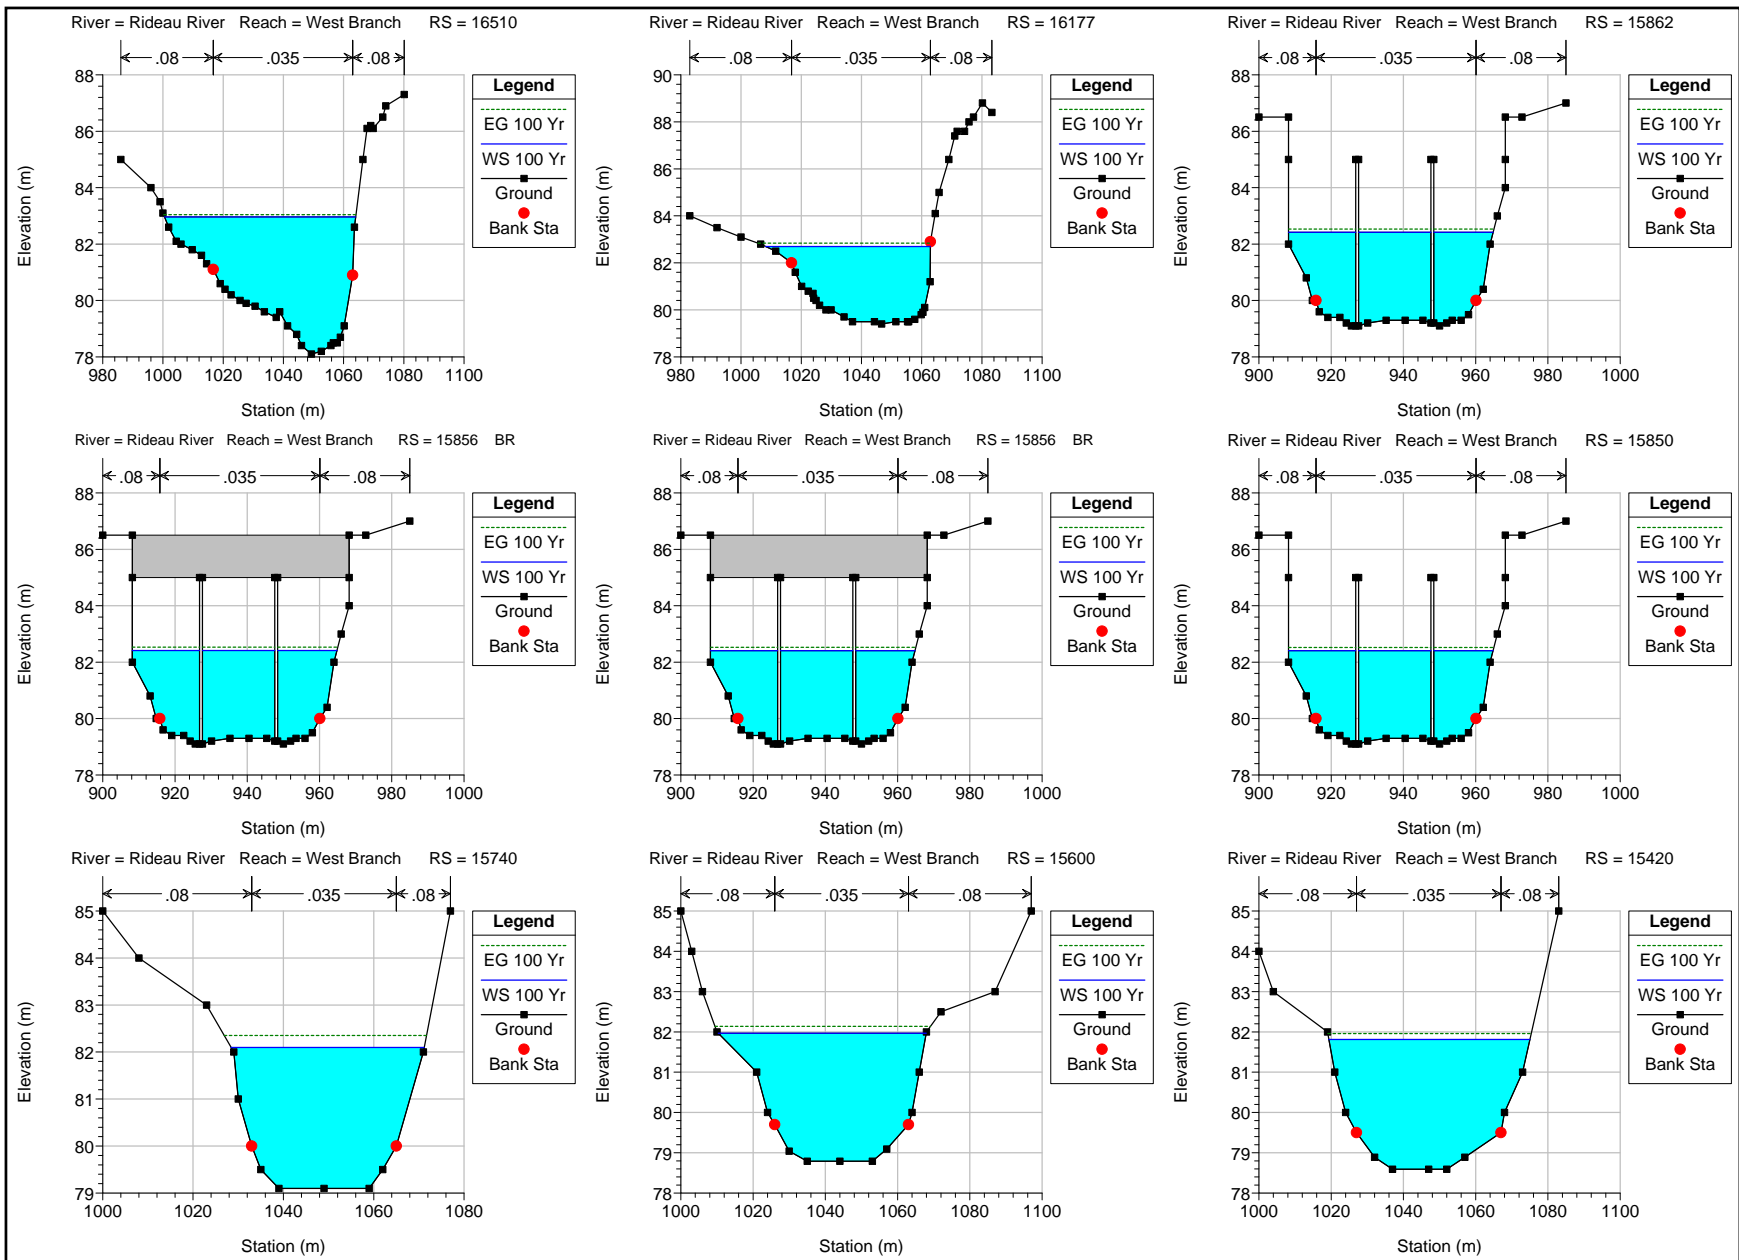 River = Rideau River   Reach = West Branch   RS = 16510
.08 .035 .08
Elevation (m)
88
86
84
82
80
78
980 1000 1020 1040 1060 1080 1100
Station (m)
Legend
EG 100 Yr
WS 100 Yr
Ground
Bank Sta
River = Rideau River   Reach = West Branch   RS = 16177
.08 .035 .08
Elevation (m)
90
88
86
84
82
80
78
980 1000 1020 1040 1060 1080 1100
Station (m)
Legend
EG 100 Yr
WS 100 Yr
Ground
Bank Sta
River = Rideau River   Reach = West Branch   RS = 15862
.08 .035 .08
Elevation (m)
88
86
84
82
80
78
900 920 940 960 980 1000
Station (m)
Legend
EG 100 Yr
WS 100 Yr
Ground
Bank Sta
River = Rideau River   Reach = West Branch   RS = 15856   BR
.08 .035 .08
Elevation (m)
88
86
84
82
80
78
900 920 940 960 980 1000
Station (m)
Legend
EG 100 Yr
WS 100 Yr
Ground
Bank Sta
River = Rideau River   Reach = West Branch   RS = 15856   BR
.08 .035 .08
Elevation (m)
88
86
84
82
80
78
900 920 940 960 980 1000
Station (m)
Legend
EG 100 Yr
WS 100 Yr
Ground
Bank Sta
River = Rideau River   Reach = West Branch   RS = 15850
.08 .035 .08
Elevation (m)
88
86
84
82
80
78
900 920 940 960 980 1000
Station (m)
Legend
EG 100 Yr
WS 100 Yr
Ground
Bank Sta
River = Rideau River   Reach = West Branch   RS = 15740
.08 .035 .08
Elevation (m)
85
84
83
82
81
80
79
1000 1020 1040 1060 1080
Station (m)
Legend
EG 100 Yr
WS 100 Yr
Ground
Bank Sta
River = Rideau River   Reach = West Branch   RS = 15600
.08 .035 .08
Elevation (m)
85
84
83
82
81
80
79
78
1000 1020 1040 1060 1080 1100
Station (m)
Legend
EG 100 Yr
WS 100 Yr
Ground
Bank Sta
River = Rideau River   Reach = West Branch   RS = 15420
.08 .035 .08
Elevation (m)
85
84
83
82
81
80
79
78
1000 1020 1040 1060 1080 1100
Station (m)
Legend
EG 100 Yr
WS 100 Yr
Ground
Bank Sta